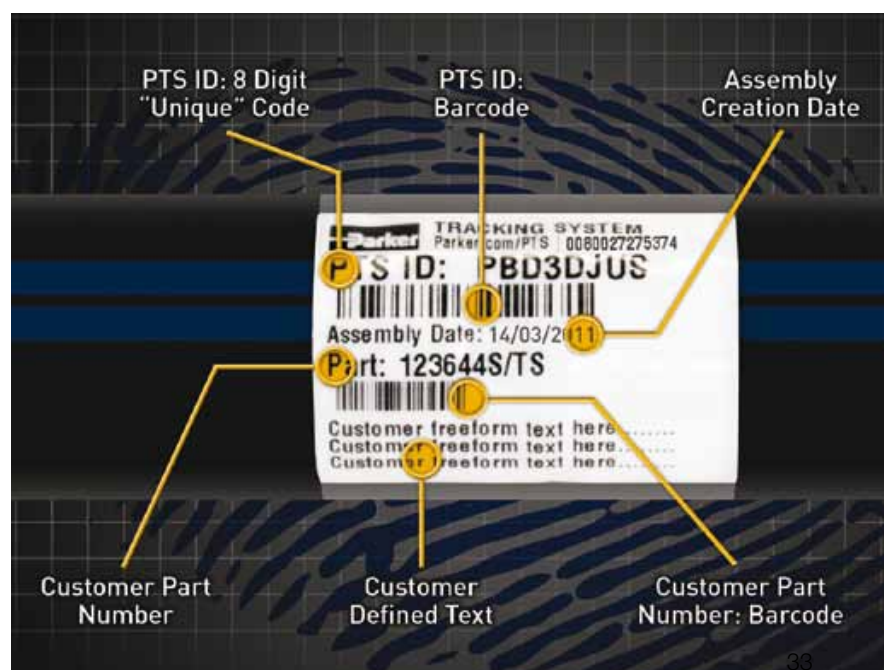 PTS ID: 8 Digit
"Unique" Code
PTS ID:
Barcode
Assembly
Creation Date
Parker
TRACKING SYSTEM
Parker.com/PTS 0080027275374
PTS ID: PBD3DJUS
Assembly Date: 14/03/2011
Part: 123644S/TS
Customer freeform text here........
Customer freeform text here........
Customer freeform text here........
Customer Part
Number
Customer
Defined Text
Customer Part
Number: Barcode
33